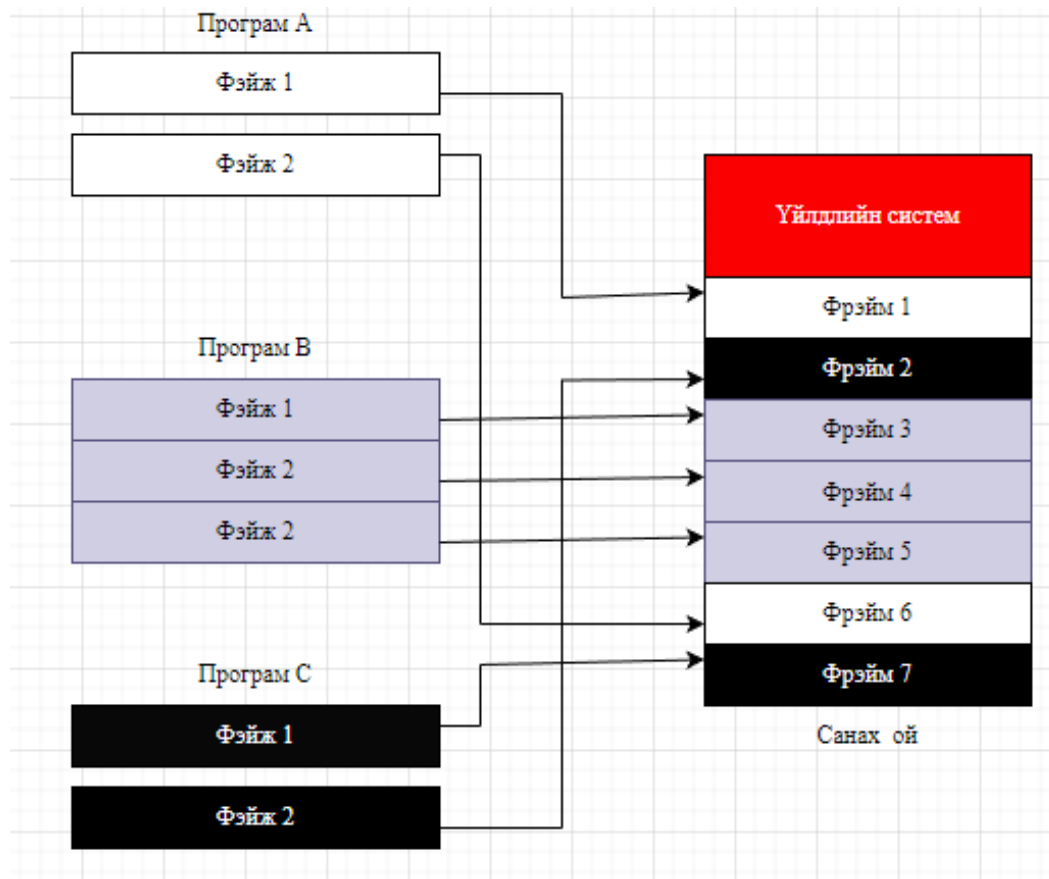 Програм А
Фэйж 1
Фэйж 2
Програм В
Фэйж 1
Фэйж 2
Фэйж 2
Програм С
Фэйж 1
Фэйж 2
Үйлдлийн систем
Фрэйм 1
Фрэйм 2
Фрэйм 3
Фрэйм 4
Фрэйм 5
Фрэйм 6
Фрэйм 7
Санах ой